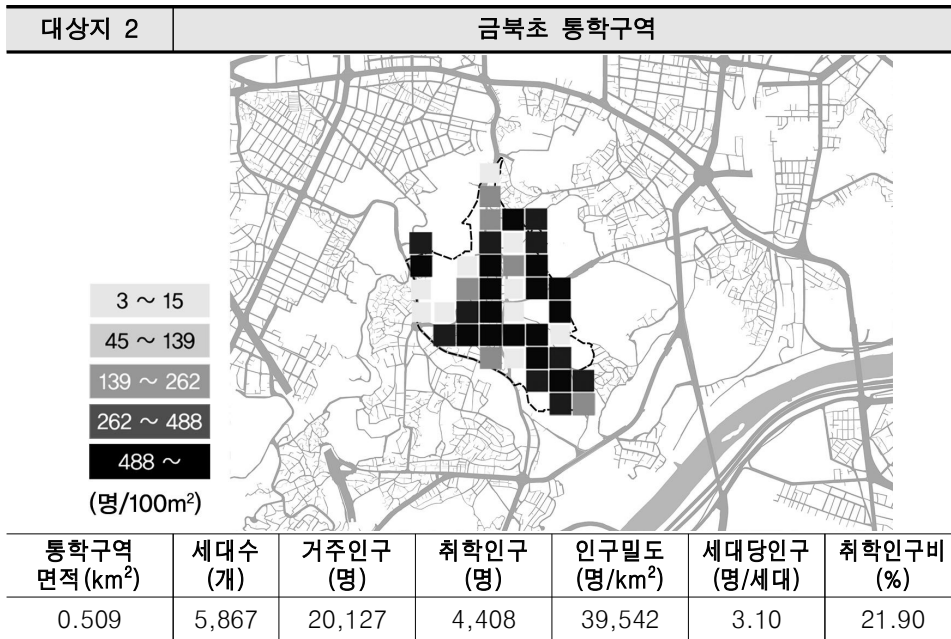 대상지 2 금북초 통학구역
3 ～ 15
45 ～ 139
139 ～ 262
262 ～ 488
488 ～
(명/100m²)
통학구역 면적(km²) 세대수 (개) 거주인구 (명) 취학인구 (명) 인구밀도 (명/km²) 세대당인구 (명/세대) 취학인구비 (%)
0.509 5,867 20,127 4,408 39,542 3.10 21.90